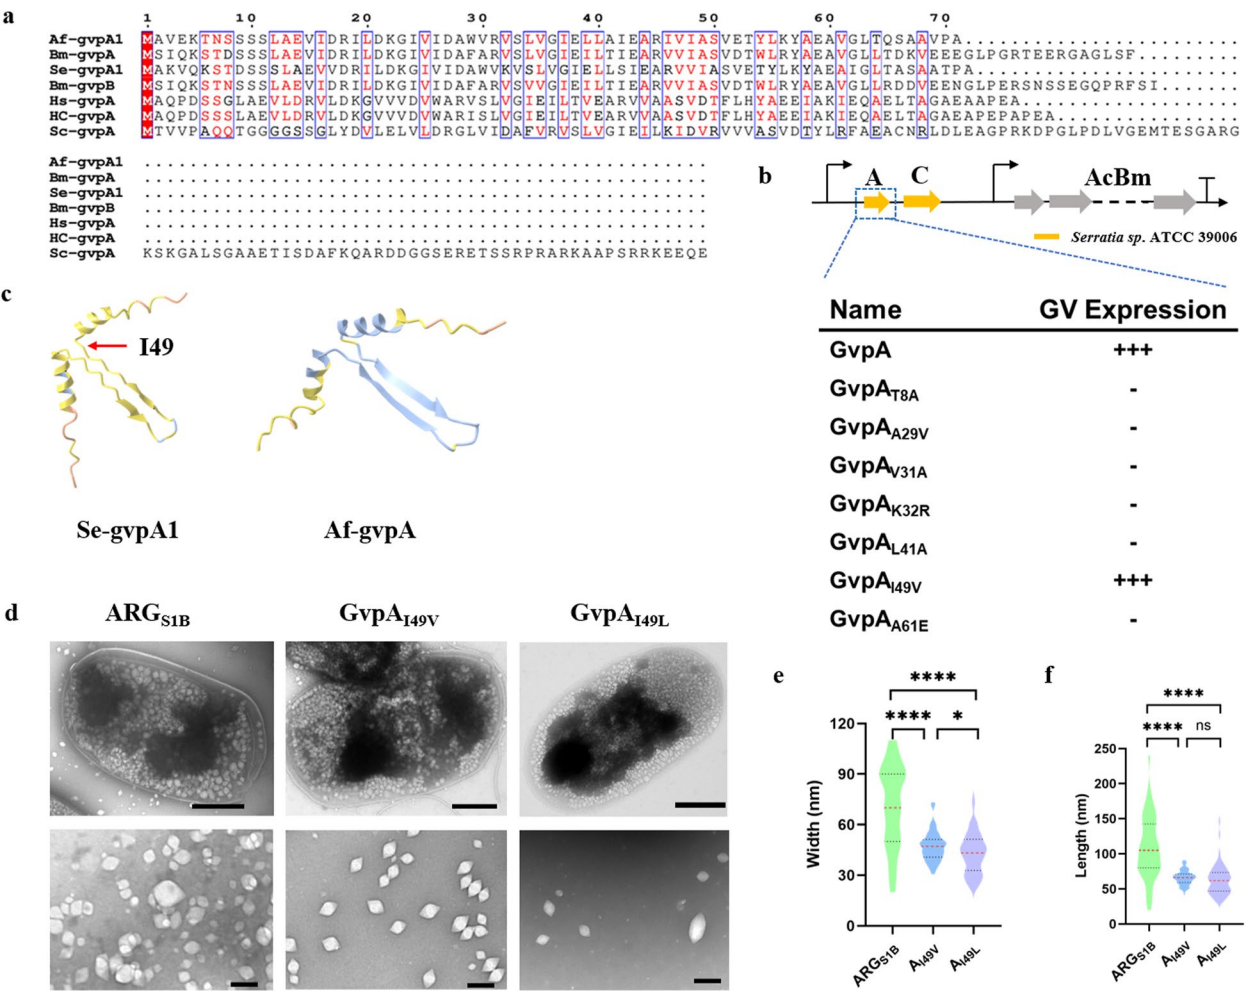 a
1 10 20 30 40 50 60 70
Af-gvpA1 MAVEKTNSSSSLAEVIDRILDKGIVIDAWVRVSLVGIELLAIEARIVIASVETYLKYAEAVGLTQSAAVPA........................
Bm-gvpA MSIQKSTNSSSLAEVIDRILDKGIVIDAFARVSVVGIEILTIEARVVIASVDTWLRYAEAVGLLRDDVEENGLPERSNSSEGQPRFSI
Se-gvpA1 MAKVQKSTDSSSLAEVVDRILDKGIVIDVWVKVSLVGIELLSIEARVVIASVETYLKYAEAIGLTASAATPA
Bm-gvpB MSIQKSTNSSSLAEVIDRILDKGIVIDAFARVSLVGIEILTIEARVVIASVDTWLRYAEAVGLLRDDVEENGLPERSNSSEGQPRFSI
Hs-gvpA MAQPDSSGLAEVLDRVLDKGVVVDVWARVSLVGIEILTVEARVVAASVDTFLHYAEEIAKIEQAELTAGAEAAPEA
HC-gvpA MAQPDSSSLAEVLDRVLDKGVVVDVWARISLVGIEILTVEARVVAASVDTFLHYAEEIAKIEQAELTAGAEAPEPAPEA
Sc-gvpA MTVVPAQQTGGGGSSGLYDVLELVLDRGLVIDAFVRVSLVGIEILKIDVRVVVASVDTYLRFAEACNRLDLEAGPRKDPGLPDLVGEMTESGARG
Af-gvpA1
Bm-gvpA
Se-gvpA1
Bm-gvpB
Hs-gvpA
HC-gvpA
Sc-gvpA KSKGALSGAAETISDAFKQARDDGGSERETSSRPRARKAAPSRRKEEQE
b
A C AcBm
Serratia sp. ATCC 39006
Name GV Expression
GvpA +++
GvpAT8A -
GvpAA29V -
GvpAV31A -
GvpAK32R -
GvpAL41A -
GvpAI49V +++
GvpAA61E -
c
I49
Se-gvpA1 Af-gvpA
d
ARGS1B GvpAI49V GvpAI49L
e
****
**** *
Width (nm)
120
90
60
30
0
ARGS1B AI49V AI49L
f
****
**** ns
Length (nm)
250
200
150
100
50
0
ARGS1B AI49V AI49L